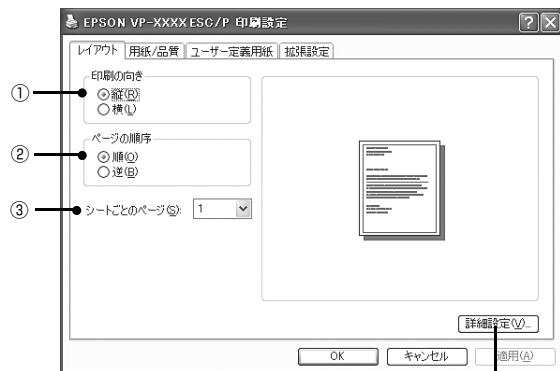 EPSON VP-XXXX ESC/P 印刷設定
レイアウト 用紙/品質 ユーザー定義用紙 拡張設定
印刷の向き
① 縦(R)
横(L)
ページの順序
② 順(O)
逆(B)
③ シートごとのページ(S): 1
詳細設定(V)...
OK キャンセル 適用(A)